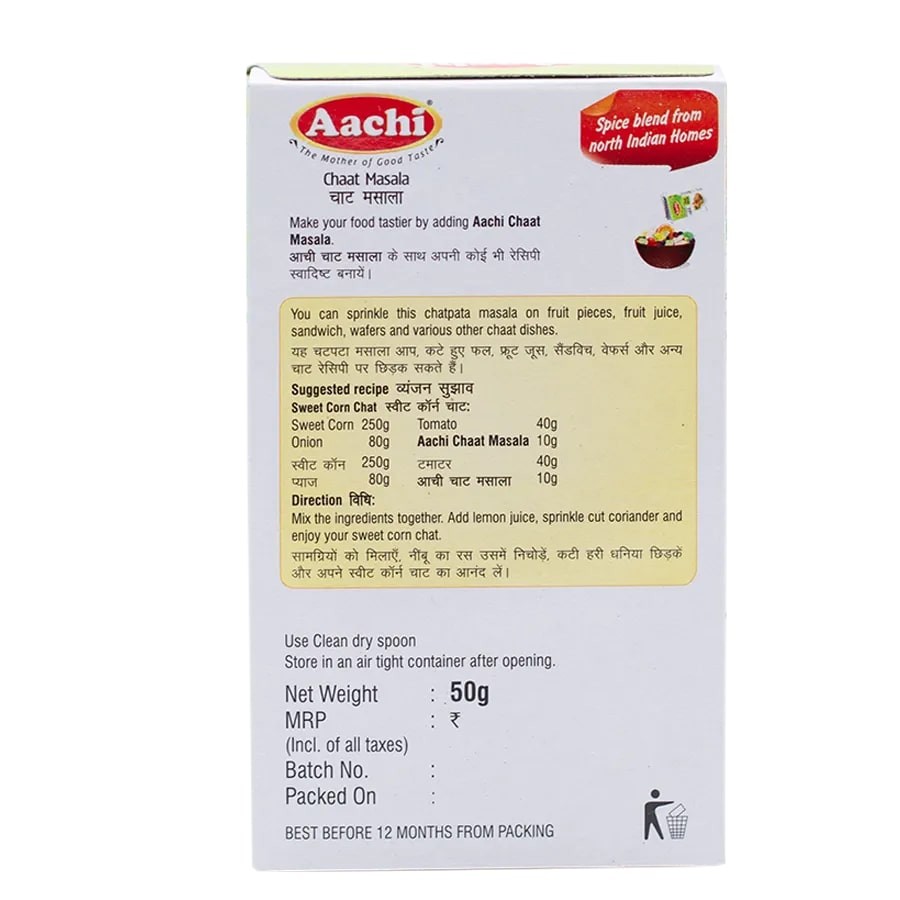 Aachi
The Mother of Good Taste
Spice blend from
north Indian Homes
Chaat Masala
चाट मसाला
Make your food tastier by adding Aachi Chaat
Masala.
आची चाट मसाला के साथ अपनी कोई भी रेसिपी
स्वादिष्ट बनायें।
You can sprinkle this chatpata masala on fruit pieces, fruit juice,
sandwich, wafers and various other chaat dishes.
यह चटपटा मसाला आप, कटे हुए फल, फ्रूट जूस, सैंडविच, वेफर्स और अन्य
चाट रेसिपी पर छिड़क सकते हैं।
Suggested recipe व्यंजन सुझाव
Sweet Corn Chat स्वीट कॉर्न चाट:
Sweet Corn 250g Tomato 40g
Onion 80g Aachi Chaat Masala 10g
स्वीट कॉन 250g टमाटर 40g
प्याज 80g आची चाट मसाला 10g
Direction विधि:
Mix the ingredients together. Add lemon juice, sprinkle cut coriander and
enjoy your sweet corn chat.
सामग्रियों को मिलाएँ, नींबू का रस उसमें निचोड़ें, कटी हरी धनिया छिड़कें
और अपने स्वीट कॉर्न चाट का आनंद लें।
Use Clean dry spoon
Store in an air tight container after opening.
Net Weight : 50g
MRP : ₹
(Incl. of all taxes)
Batch No. :
Packed On :
BEST BEFORE 12 MONTHS FROM PACKING